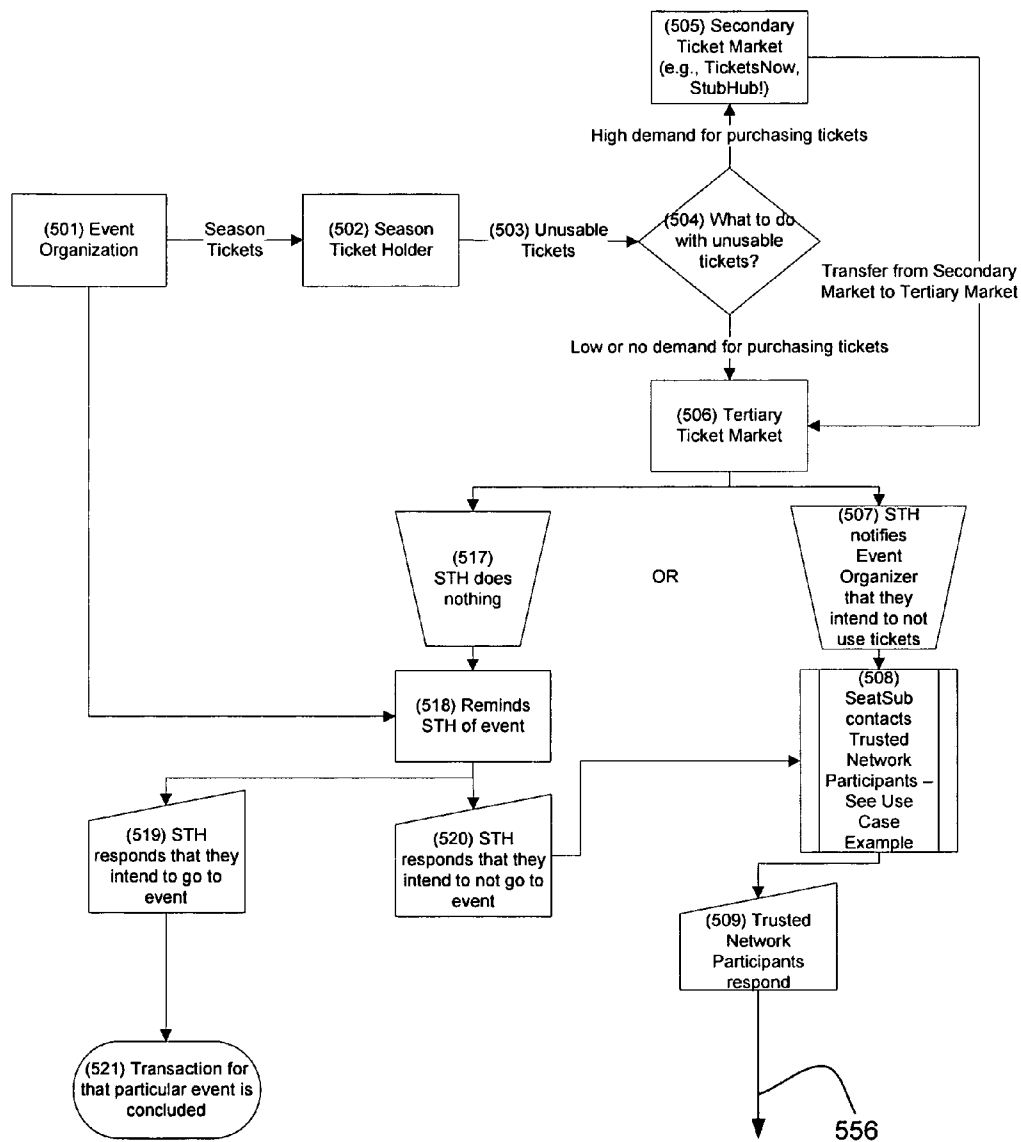 (505) Secondary
Ticket Market
(e.g., TicketsNow,
StubHub!)
High demand for purchasing tickets
(501) Event
Organization
Season
Tickets
(502) Season
Ticket Holder
(503) Unusable
Tickets
(504) What to do
with unusable
tickets?
Transfer from Secondary
Market to Tertiary Market
Low or no demand for purchasing tickets
(506) Tertiary
Ticket Market
(517)
STH does
nothing
OR
(507) STH
notifies
Event
Organizer
that they
intend to not
use tickets
(518) Reminds
STH of event
(508)
SeatSub
contacts
Trusted
Network
Participants –
See Use
Case
Example
(519) STH
responds that they
intend to go to
event
(520) STH
responds that they
intend to not go to
event
(509) Trusted
Network
Participants
respond
(521) Transaction for
that particular event is
concluded
556